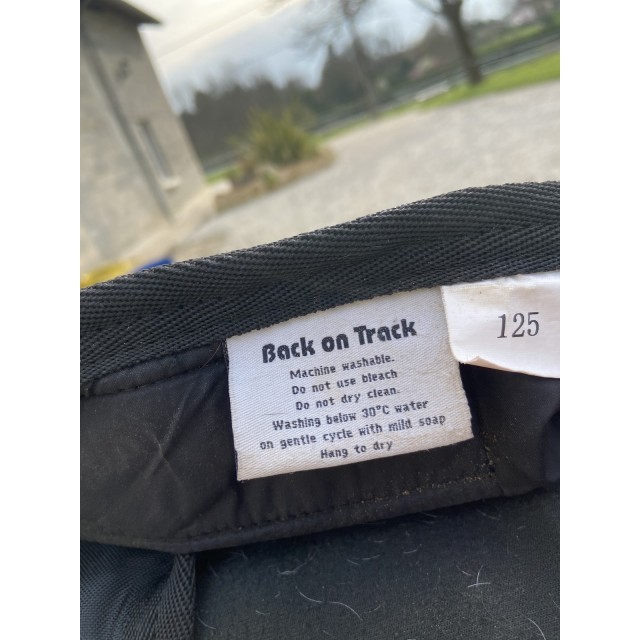 Back on Track
Machine washable.
Do not use bleach
Do not dry clean.
Washing below 30°C water
on gentle cycle with mild soap
Hang to dry
125